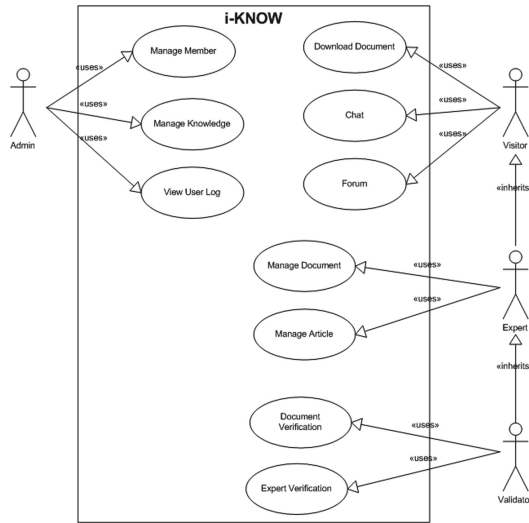 i-KNOW
Manage Member
Download Document
«uses»
«uses»
«uses»
«uses»
Manage Knowledge
Chat
Admin
Visitor
«uses»
«uses»
View User Log
Forum
«inherits
Manage Document
«uses»
«uses»
Manage Article
Expert
«inherits
Document
Verification
«uses»
«uses»
Expert Verification
Validato